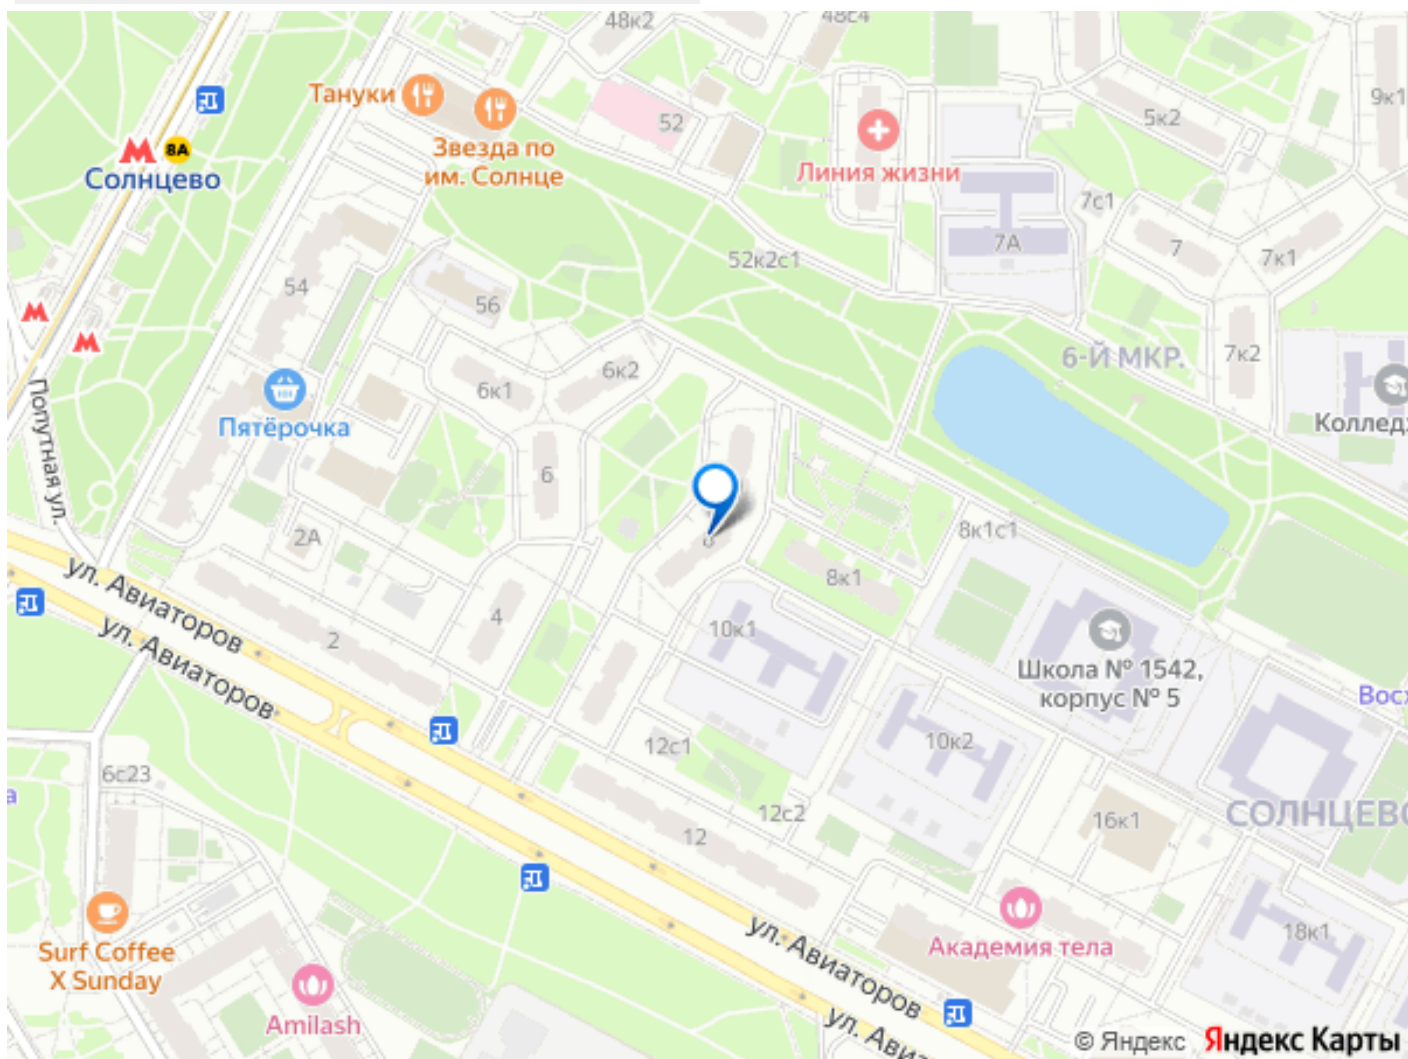 48к2
48с4
Тануки
Звезда по
им. Солнце
52
5к2
9к1
8А
Солнцево
Линия жизни
7с1
7А
7
7к1
52к2с1
54
56
6-Й МКР.
7к2
6к2
6к1
Коллед
Пятёрочка
Попутная ул.
6
8к1с1
2А
8к1
ул. Авиаторов
ул. Авиаторов
4
2
10к1
Школа № 1542,
корпус № 5
Вос
12с1
10к2
6с23
а
12с2
12
16к1
СОЛНЦЕВО
18к1
ул. Авиаторов
ул. Авиа
Академия тела
Surf Coffee
X Sunday
Amilash
© Яндекс Яндекс Карты